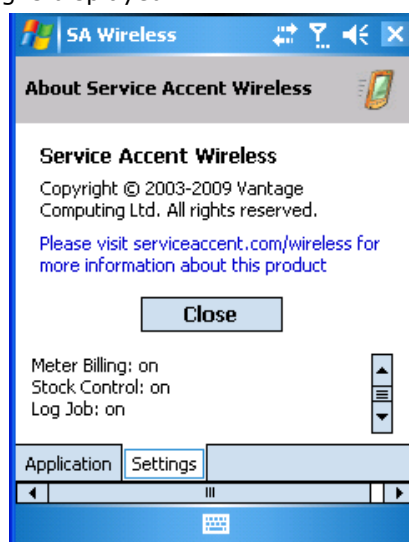 SA Wireless
About Service Accent Wireless
Service Accent Wireless
Copyright © 2003-2009 Vantage
Computing Ltd. All rights reserved.
Please visit serviceaccent.com/wireless for
more information about this product
Close
Meter Billing: on
Stock Control: on
Log Job: on
Application Settings